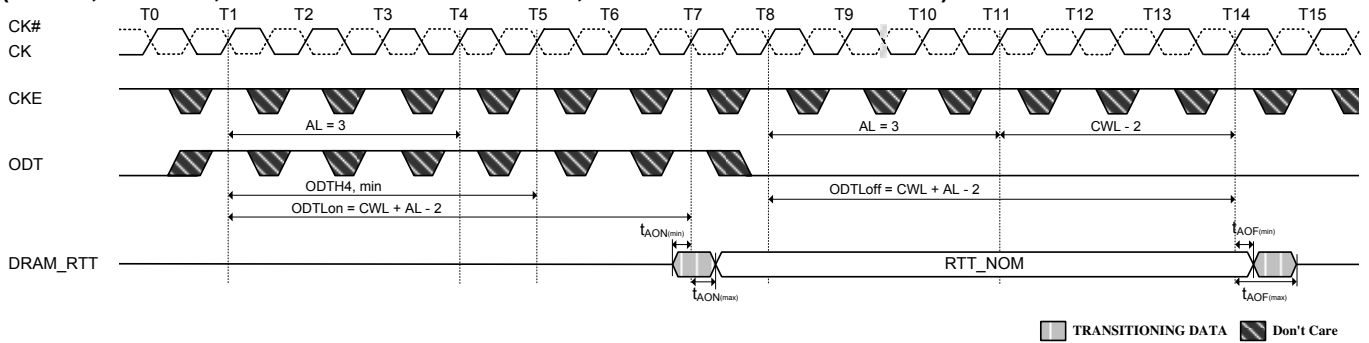 T0 T1 T2 T3 T4 T5 T6 T7 T8 T9 T10 T11 T12 T13 T14 T15
CK#
CK
CKE
AL = 3 AL = 3 CWL - 2
ODT
ODTH4, min ODTLoff = CWL + AL - 2
ODTLon = CWL + AL - 2
tAON(min) tAOF(min)
DRAM_RTT RTT_NOM
tAON(max) tAOF(max)
TRANSITIONING DATA Don't Care